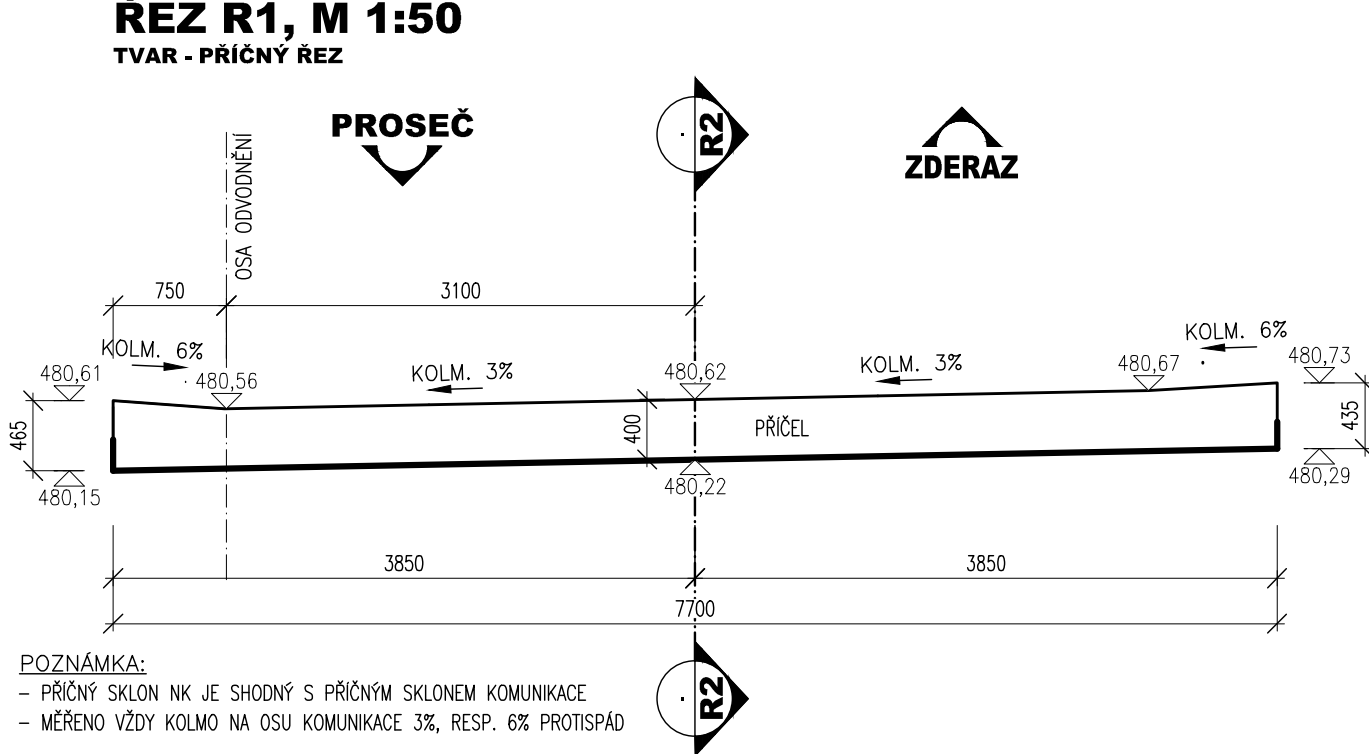 ŘEZ R1, M 1:50
TVAR - PŘÍČNÝ ŘEZ
PROSEČ
R2
ZDERAZ
OSA ODVODNĚNÍ
750
3100
KOLM. 6%
KOLM. 3%
KOLM. 3%
KOLM. 6%
480,61
480,56
480,62
480,67
480,73
465
400
PŘÍČEL
435
480,15
480,22
480,29
3850
3850
7700
POZNÁMKA:
– PŘÍČNÝ SKLON NK JE SHODNÝ S PŘÍČNÝM SKLONEM KOMUNIKACE
– MĚŘENO VŽDY KOLMO NA OSU KOMUNIKACE 3%, RESP. 6% PROTISPÁD
R2